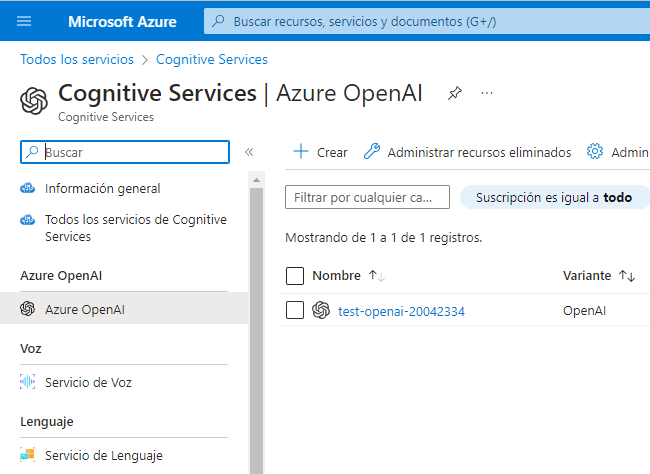 Microsoft Azure
Buscar recursos, servicios y documentos (G+/)
Todos los servicios > Cognitive Services
Cognitive Services | Azure OpenAI
Cognitive Services
Buscar
Información general
Todos los servicios de Cognitive
Services
Azure OpenAI
Azure OpenAI
Voz
Servicio de Voz
Lenguaje
Servicio de Lenguaje
Crear
Administrar recursos eliminados
Admin
Filtrar por cualquier ca...
Suscripción es igual a todo
Mostrando de 1 a 1 de 1 registros.
Nombre
Variante
test-openai-20042334
OpenAI